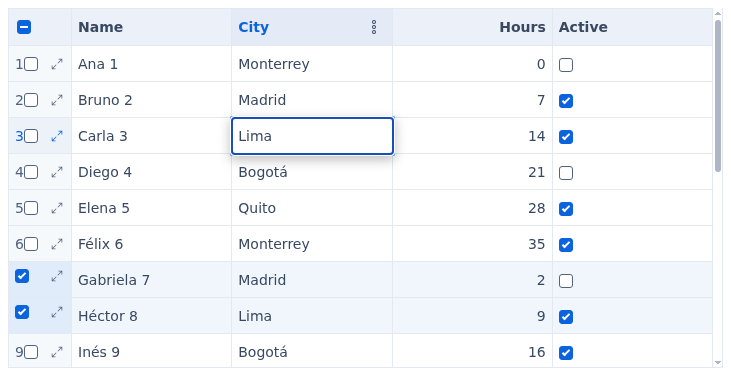 Name City Hours Active
1 Ana 1 Monterrey 0
2 Bruno 2 Madrid 7
3 Carla 3 Lima 14
4 Diego 4 Bogotá 21
5 Elena 5 Quito 28
6 Félix 6 Monterrey 35
Gabriela 7 Madrid 2
Héctor 8 Lima 9
9 Inés 9 Bogotá 16